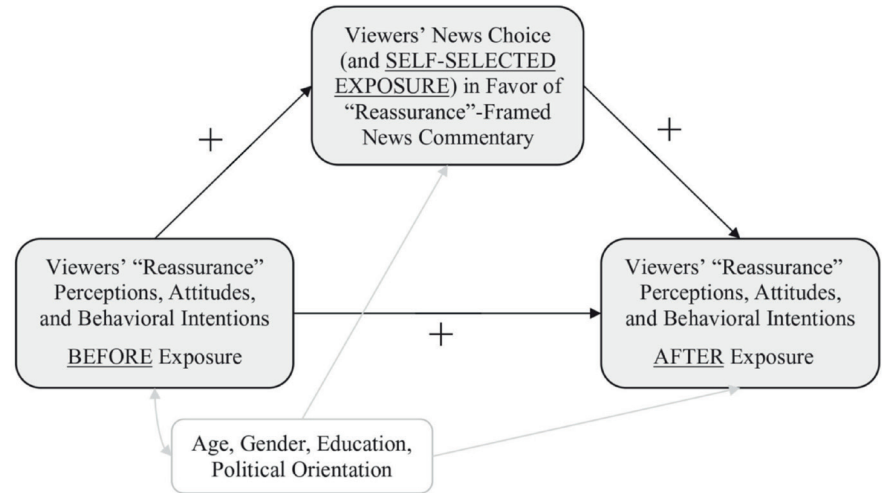 Viewers’ News Choice
(and SELF-SELECTED
EXPOSURE) in Favor of
“Reassurance”-Framed
News Commentary
+
+
Viewers’ “Reassurance”
Perceptions, Attitudes,
and Behavioral Intentions
BEFORE Exposure
+
Viewers’ “Reassurance”
Perceptions, Attitudes,
and Behavioral Intentions
AFTER Exposure
Age, Gender, Education,
Political Orientation